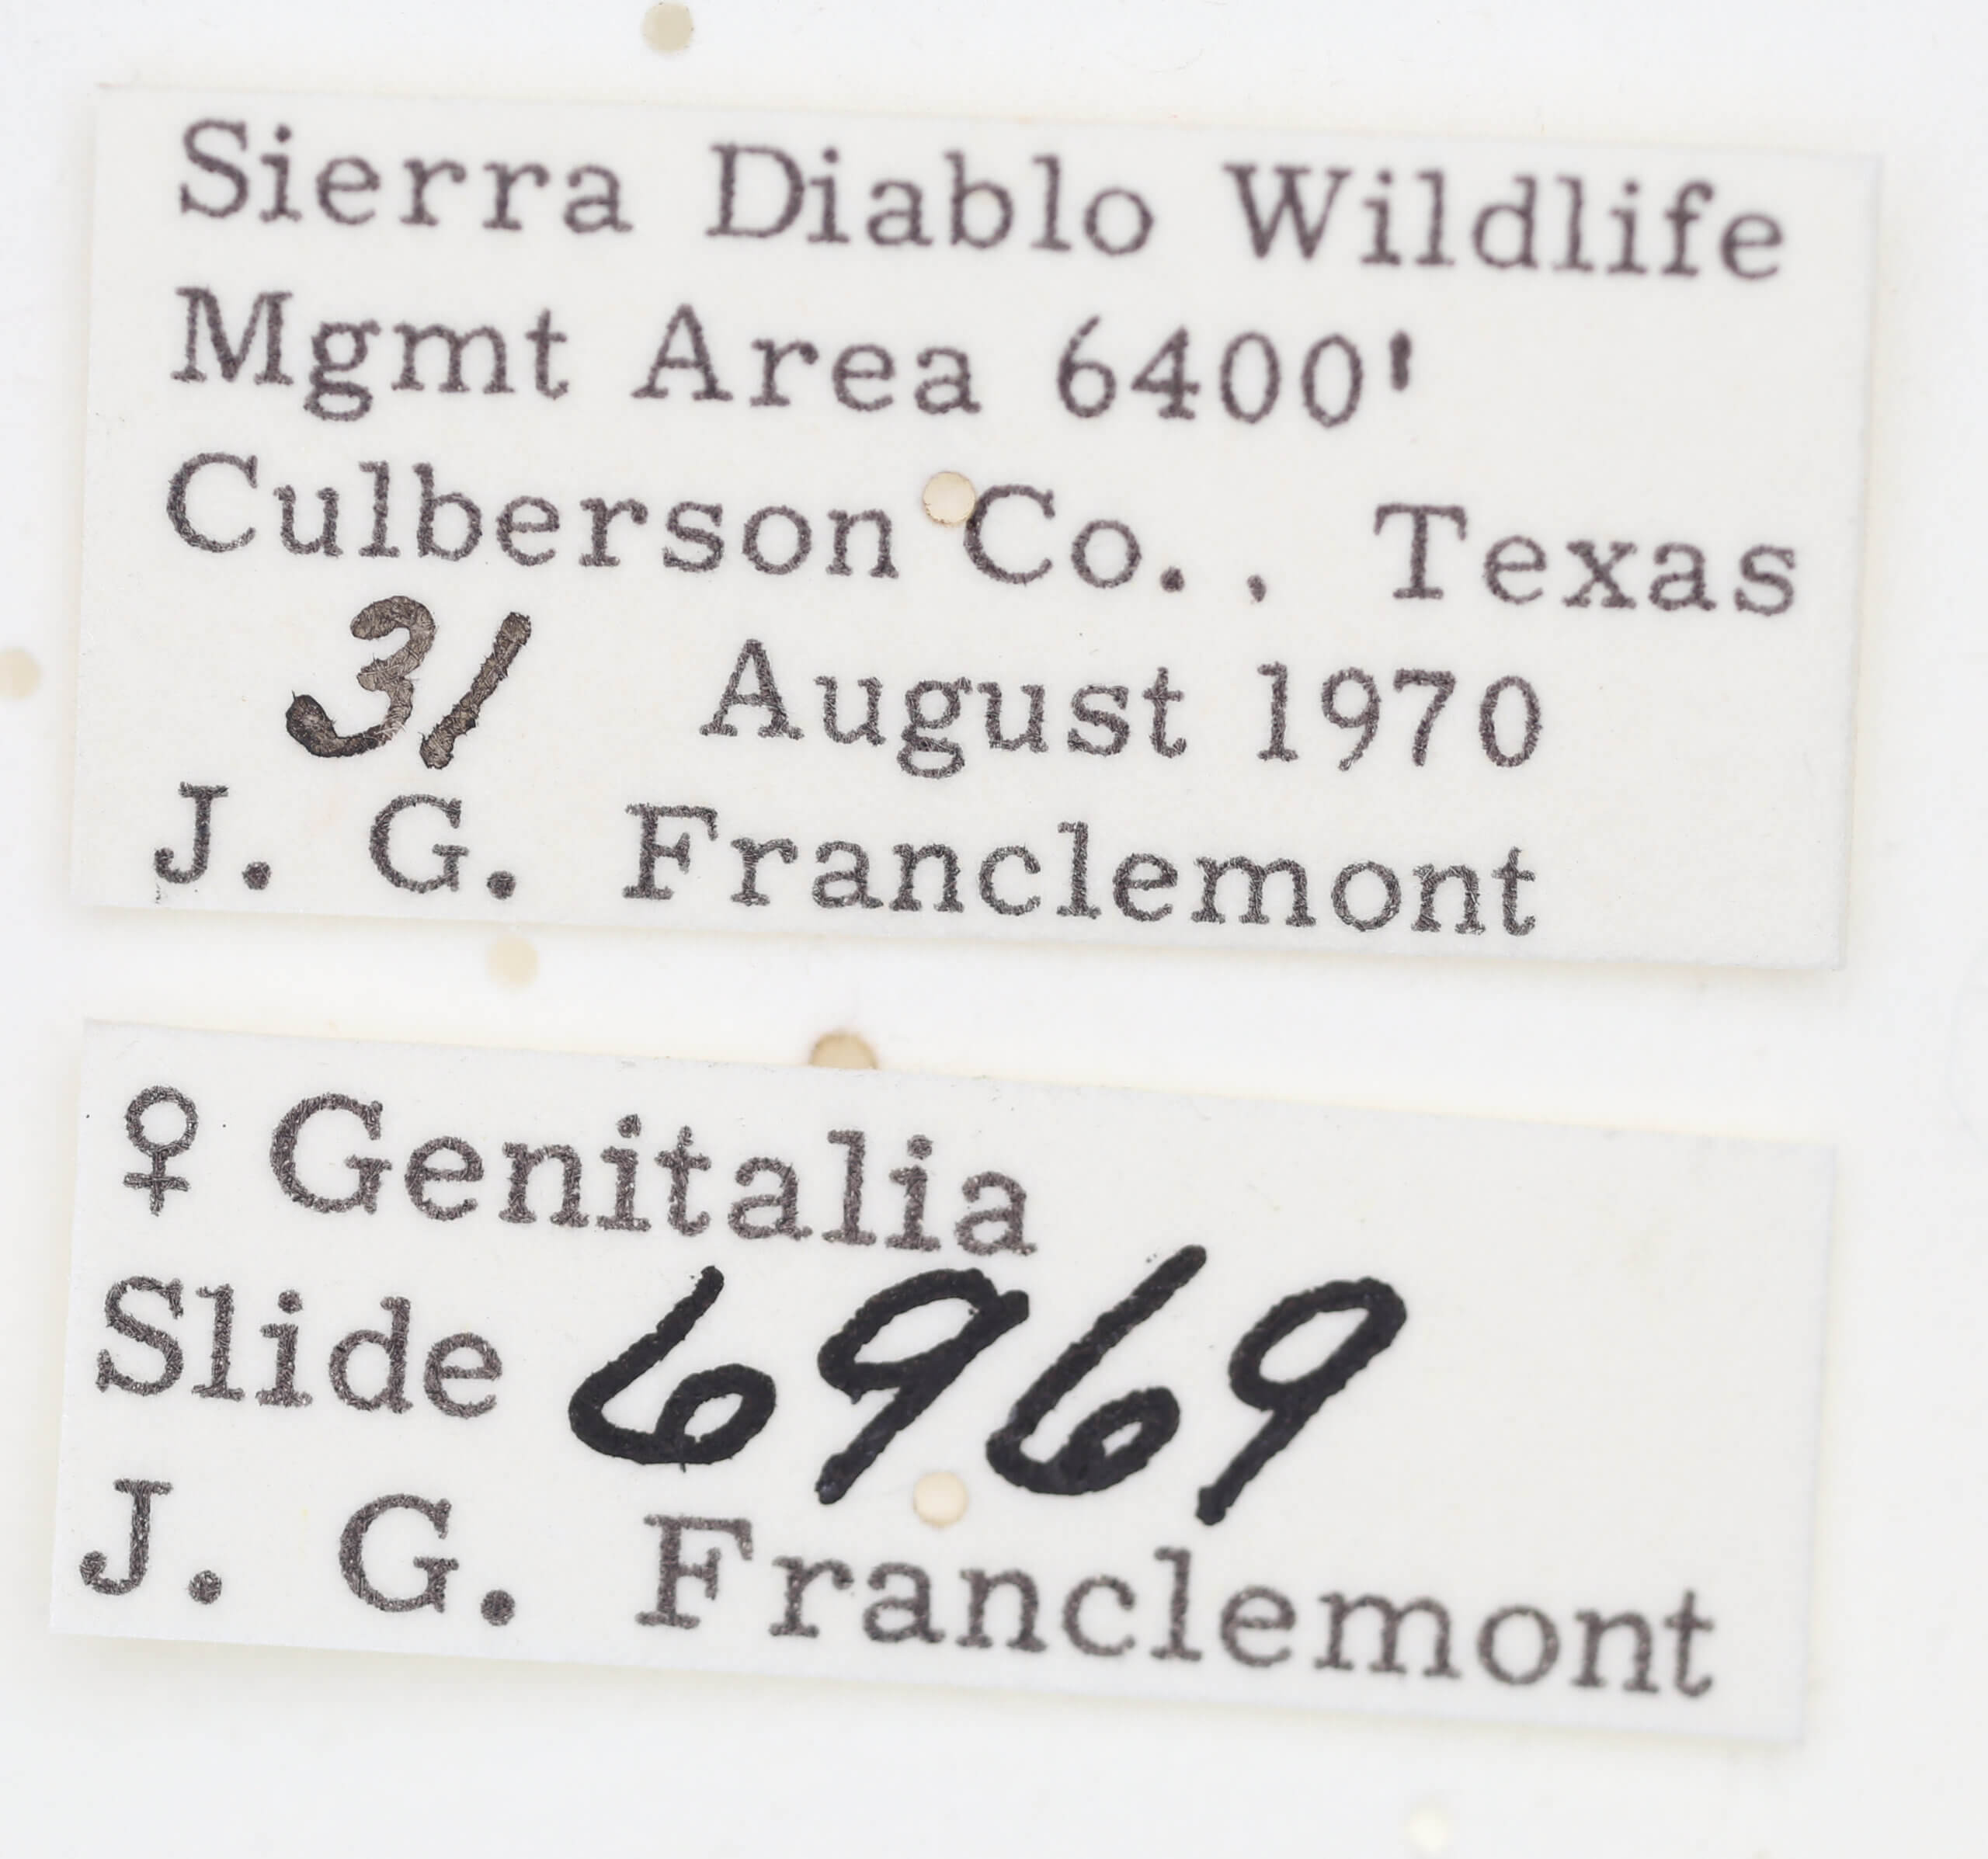 Sierra Diablo Wildlife
Mgmt Area 6400'
Culberson Co., Texas
31 August 1970
J. G. Franclemont
♀ Genitalia
Slide 6969
J. G. Franclemont